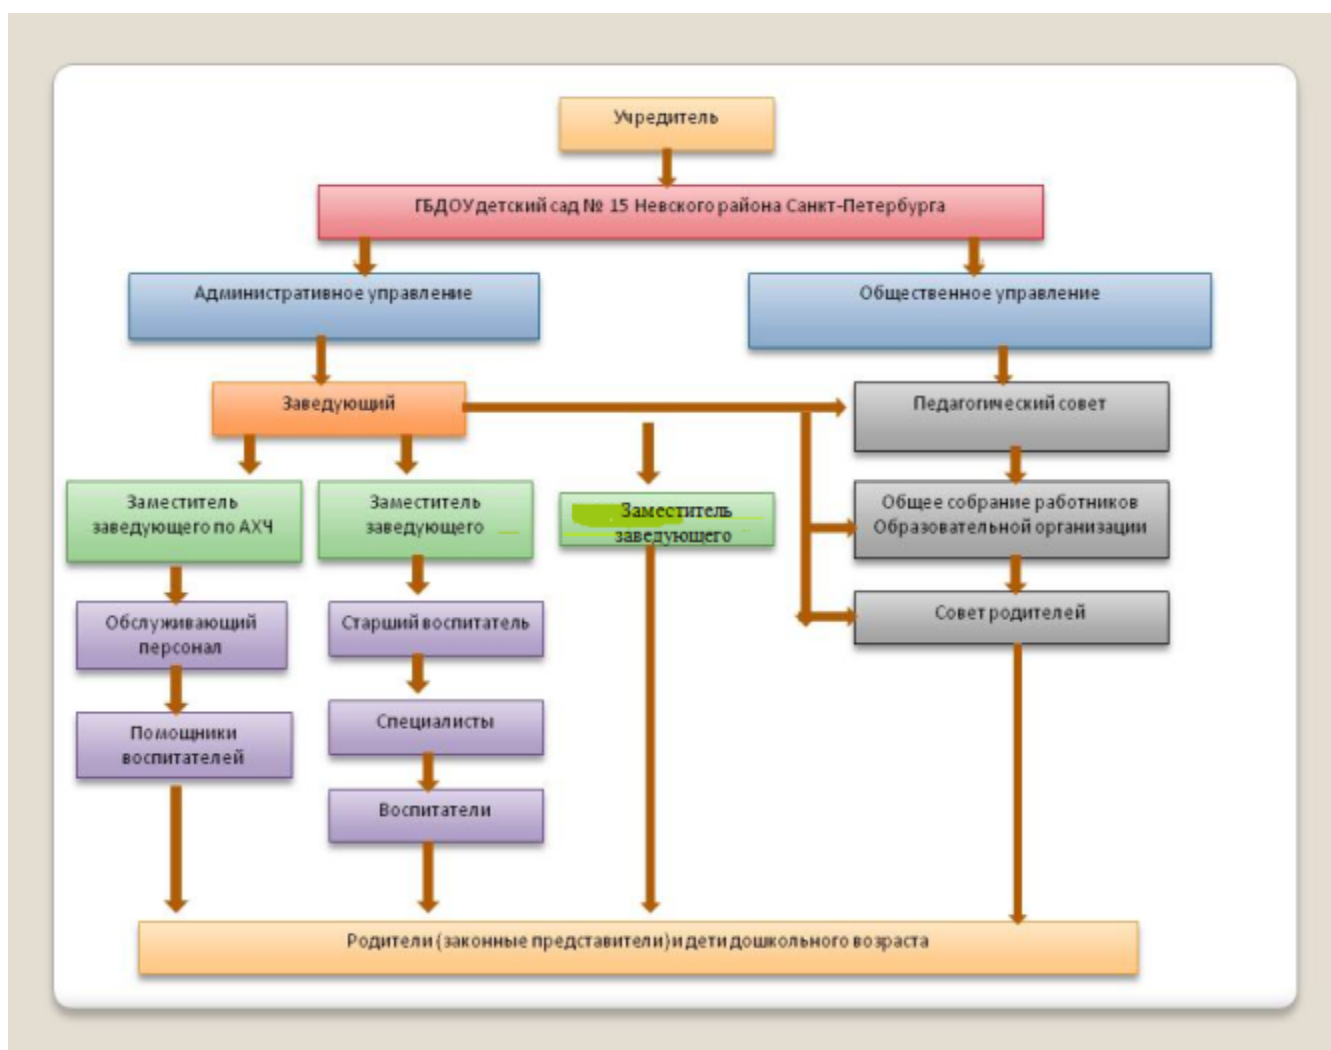 Учредитель
ГБДОУ детский сад № 15 Невского района Санкт-Петербурга
Административное управление
Общественное управление
Заведующий
Педагогический совет
Заместитель
заведующего по АХЧ
Заместитель
заведующего
Заместитель
заведующего
Общее собрание работников
Образовательной организации
Обслуживающий
персонал
Старший воспитатель
Совет родителей
Помощники
воспитателей
Специалисты
Воспитатели
Родители (законные представители) и дети дошкольного возраста